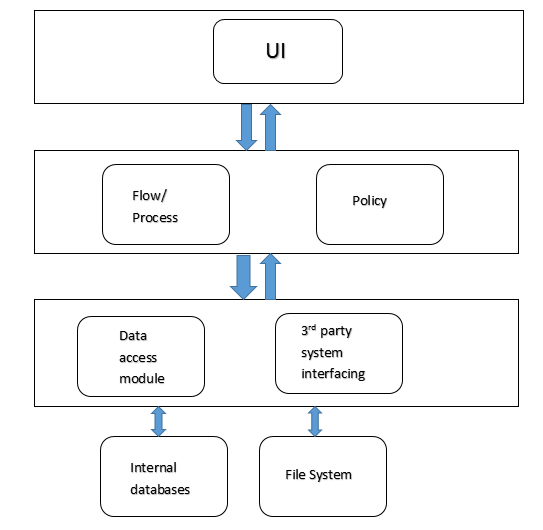 UI
Flow/
Process
Policy
Data
access
module
3rd party
system
interfacing
Internal
databases
File System